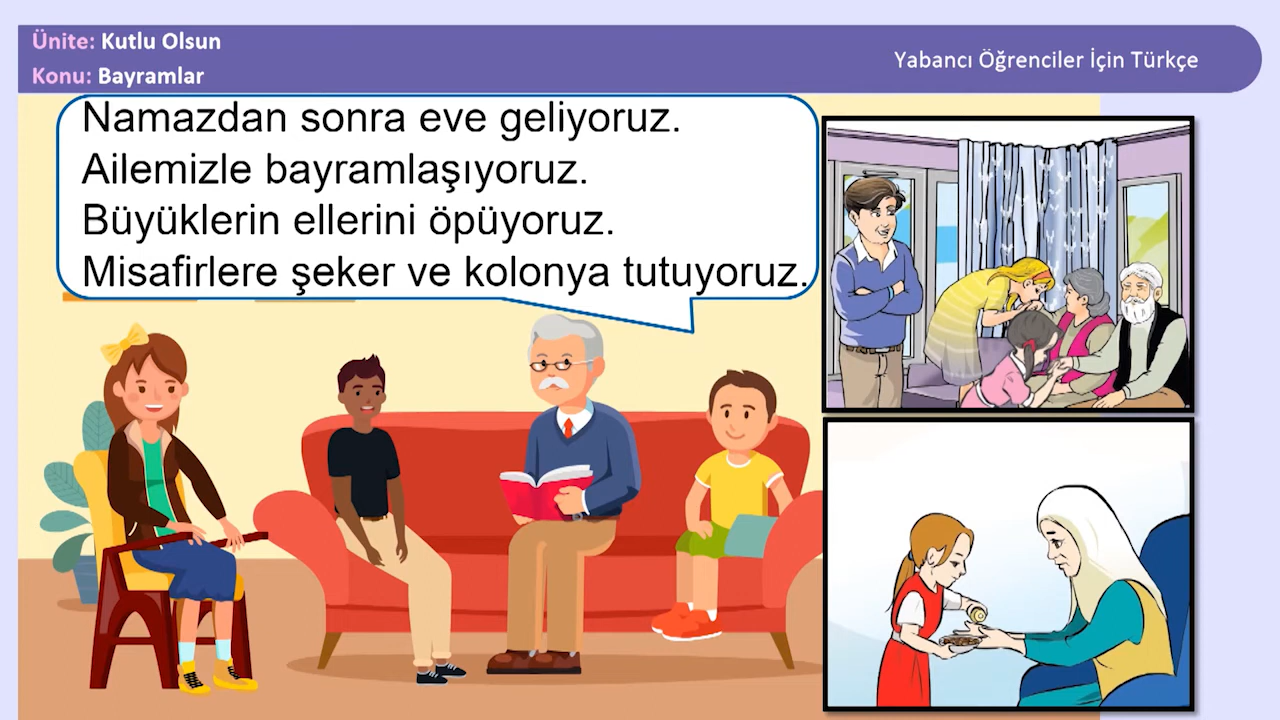 Ünite: Kutlu Olsun
Konu: Bayramlar
Yabancı Öğrenciler İçin Türkçe
Namazdan sonra eve geliyoruz.
Ailemizle bayramlaşıyoruz.
Büyüklerin ellerini öpüyoruz.
Misafirlere şeker ve kolonya tutuyoruz.